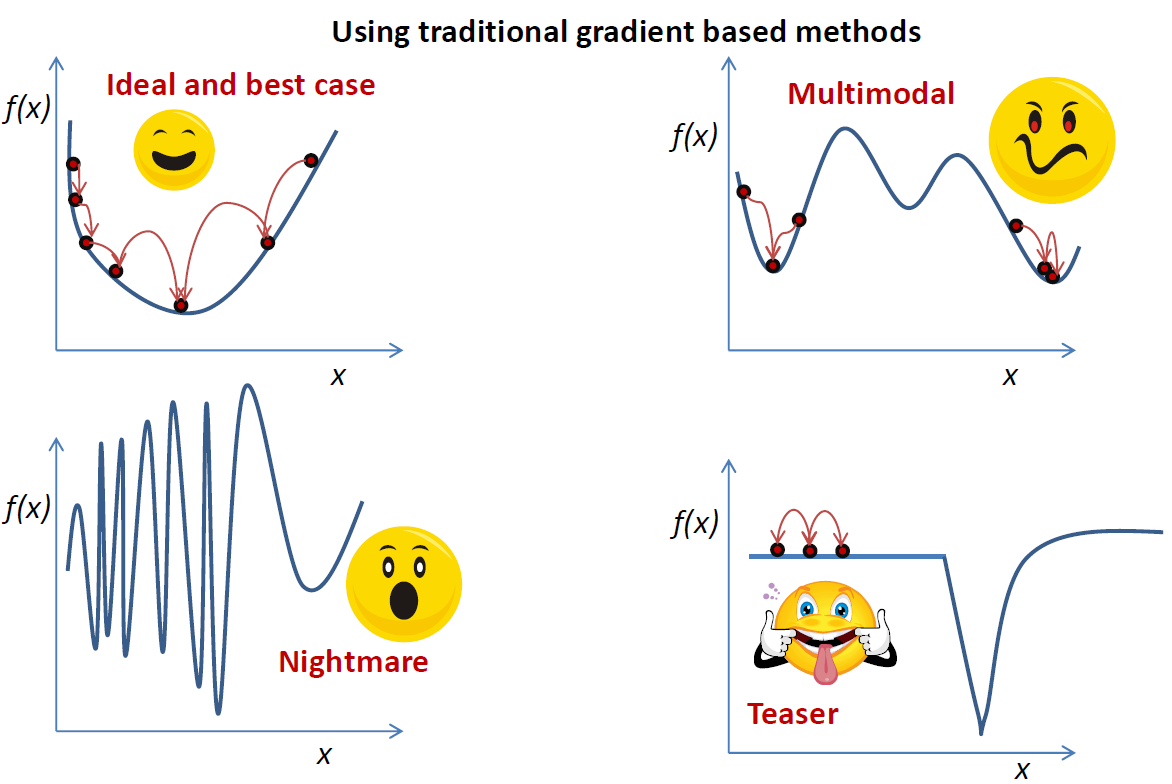 Using traditional gradient based methods
Ideal and best case
f(x)
x
Multimodal
f(x)
x
f(x)
Nightmare
x
f(x)
Teaser
x